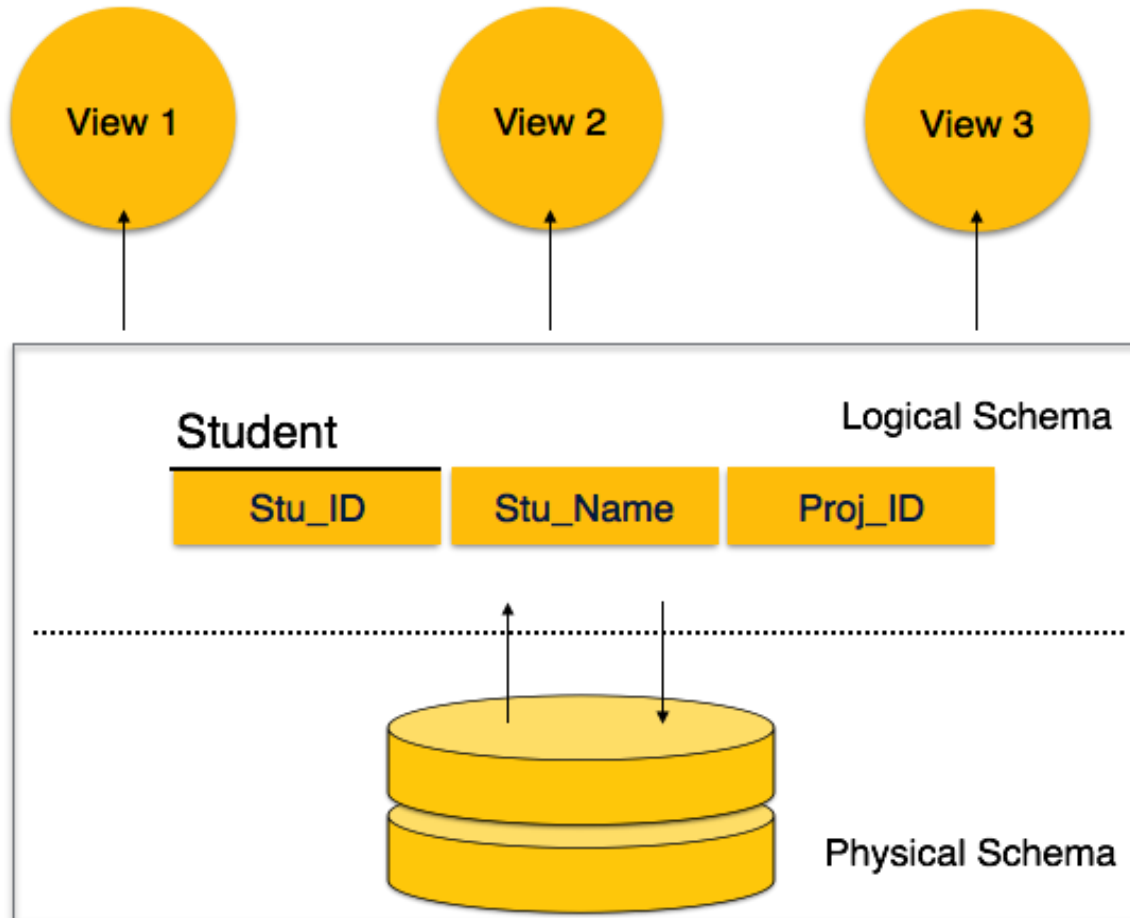 View 1
View 2
View 3
Logical Schema
Student
Stu_ID
Stu_Name
Proj_ID
Physical Schema